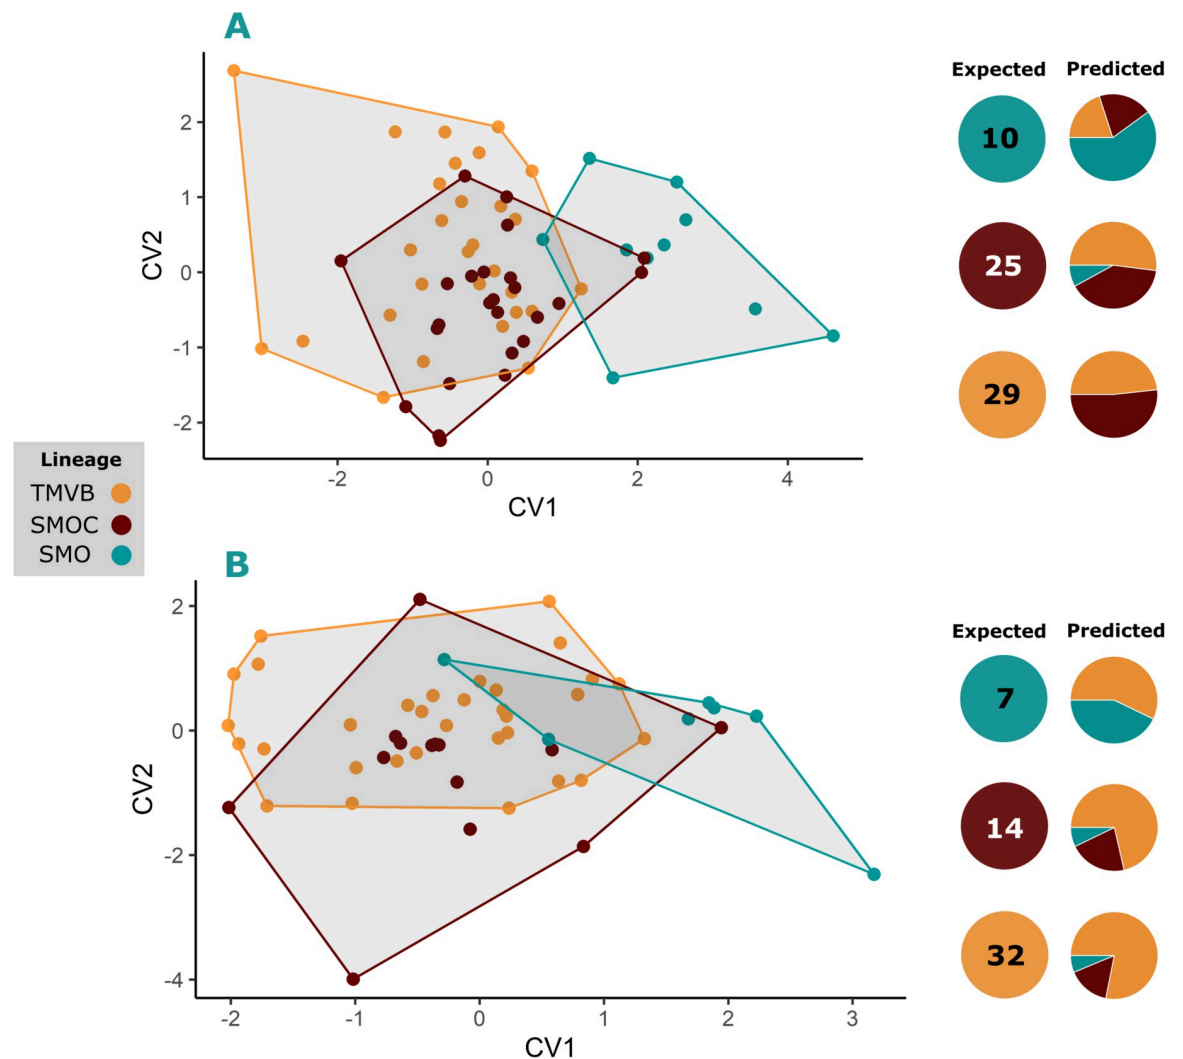 A
Expected Predicted
2
1
0
-1
-2
CV2
-2 0 2 4
CV1
10
25
29
Lineage
TMVB
SMOC
SMO
B
Expected Predicted
2
0
-2
-4
CV2
-2 -1 0 1 2 3
CV1
7
14
32